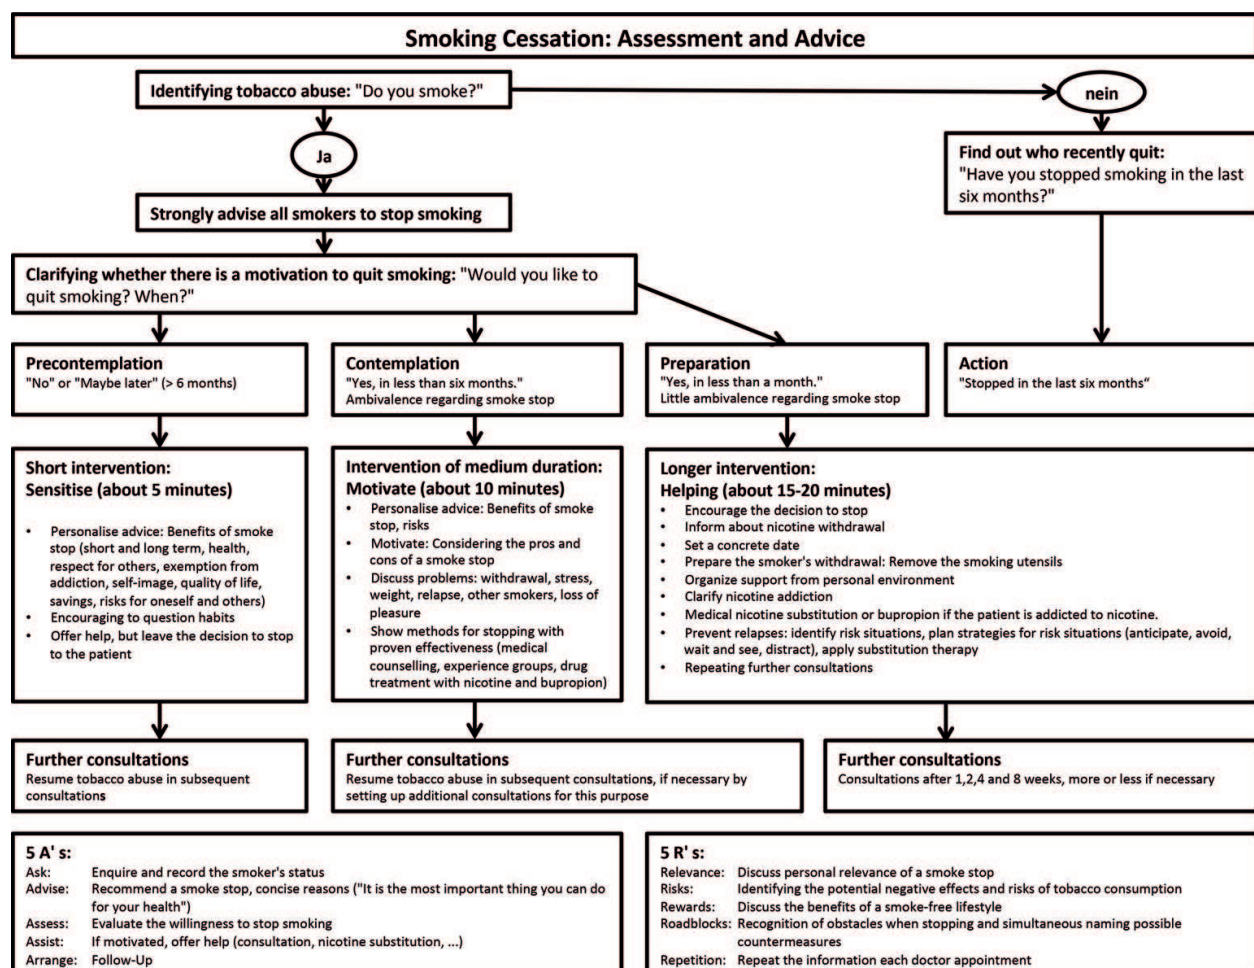 Smoking Cessation: Assessment and Advice
Identifying tobacco abuse: "Do you smoke?"
nein
Ja
Find out who recently quit:
"Have you stopped smoking in the last
six months?"
Strongly advise all smokers to stop smoking
Clarifying whether there is a motivation to quit smoking: "Would you like to
quit smoking? When?"
Precontemplation
"No" or "Maybe later" (> 6 months)
Contemplation
"Yes, in less than six months."
Ambivalence regarding smoke stop
Preparation
"Yes, in less than a month."
Little ambivalence regarding smoke stop
Action
"Stopped in the last six months“
Short intervention:
Sensitise (about 5 minutes)
• Personalise advice: Benefits of smoke
stop (short and long term, health,
respect for others, exemption from
addiction, self-image, quality of life,
savings, risks for oneself and others)
• Encouraging to question habits
• Offer help, but leave the decision to stop
to the patient
Intervention of medium duration:
Motivate (about 10 minutes)
• Personalise advice: Benefits of smoke
stop, risks
• Motivate: Considering the pros and
cons of a smoke stop
• Discuss problems: withdrawal, stress,
weight, relapse, other smokers, loss of
pleasure
• Show methods for stopping with
proven effectiveness (medical
counselling, experience groups, drug
treatment with nicotine and bupropion)
Longer intervention:
Helping (about 15-20 minutes)
• Encourage the decision to stop
• Inform about nicotine withdrawal
• Set a concrete date
• Prepare the smoker's withdrawal: Remove the smoking utensils
• Organize support from personal environment
• Clarify nicotine addiction
• Medical nicotine substitution or bupropion if the patient is addicted to nicotine.
• Prevent relapses: identify risk situations, plan strategies for risk situations (anticipate, avoid,
wait and see, distract), apply substitution therapy
• Repeating further consultations
Further consultations
Resume tobacco abuse in subsequent
consultations
Further consultations
Resume tobacco abuse in subsequent consultations, if necessary by
setting up additional consultations for this purpose
Further consultations
Consultations after 1,2,4 and 8 weeks, more or less if necessary
5 A' s:
Ask: Enquire and record the smoker's status
Advise: Recommend a smoke stop, concise reasons ("It is the most important thing you can do
for your health")
Assess: Evaluate the willingness to stop smoking
Assist: If motivated, offer help (consultation, nicotine substitution, ...)
Arrange: Follow-Up
5 R' s:
Relevance: Discuss personal relevance of a smoke stop
Risks: Identifying the potential negative effects and risks of tobacco consumption
Rewards: Discuss the benefits of a smoke-free lifestyle
Roadblocks: Recognition of obstacles when stopping and simultaneous naming possible
countermeasures
Repetition: Repeat the information each doctor appointment